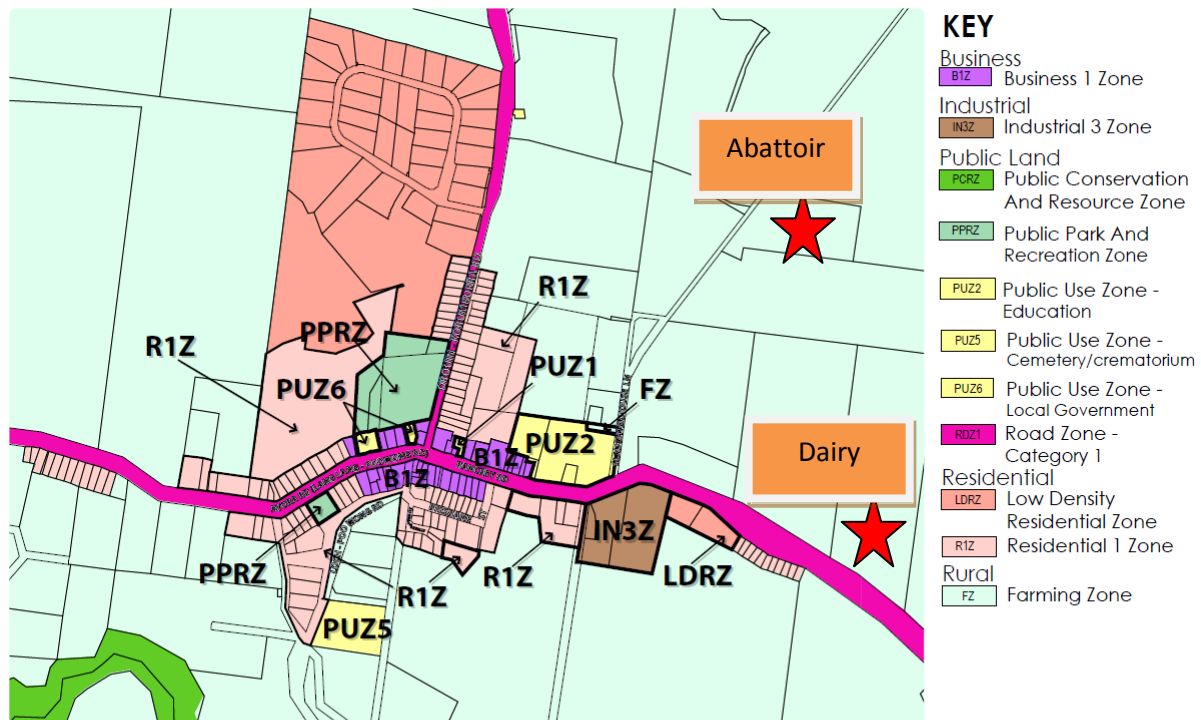 Abattoir
R1Z
R1Z
PPRZ
PUZ1
PUZ6
FZ
PUZ2
B1Z
B1Z
Dairy
IN3Z
PPRZ
R1Z
R1Z
LDRZ
PUZ5
KEY
Business
B1Z Business 1 Zone
Industrial
IN3Z Industrial 3 Zone
Public Land
PCRZ Public Conservation
And Resource Zone
PPRZ Public Park And
Recreation Zone
PUZ2 Public Use Zone -
Education
PUZ5 Public Use Zone -
Cemetery/crematorium
PUZ6 Public Use Zone -
Local Government
RDZ1 Road Zone -
Category 1
Residential
LDRZ Low Density
Residential Zone
R1Z Residential 1 Zone
Rural
FZ Farming Zone